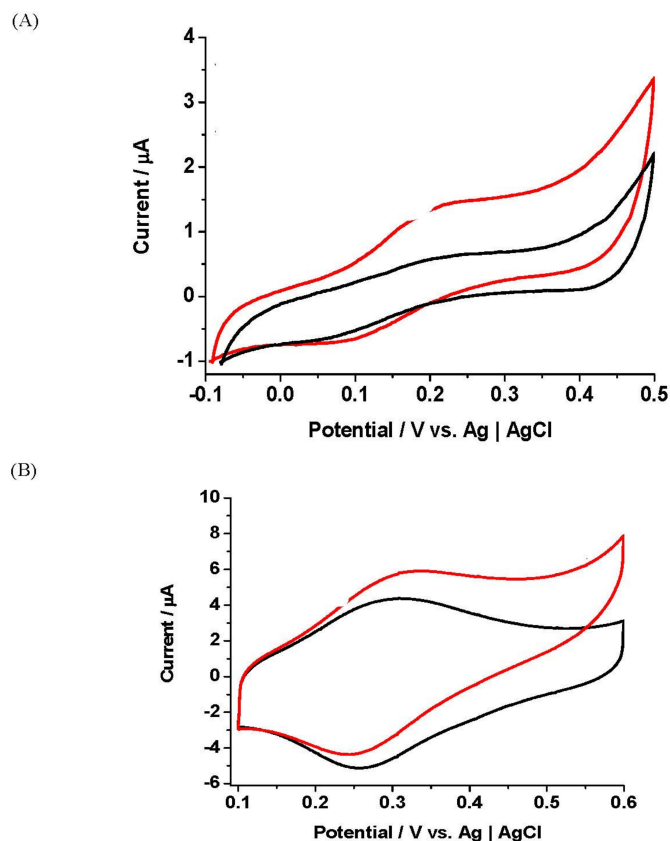 (A)
4
3
2
1
0
-1
Current / µA
-0.1 0.0 0.1 0.2 0.3 0.4 0.5
Potential / V vs. Ag | AgCl
(B)
10
8
6
4
2
0
-2
-4
-6
Current / µA
0.1 0.2 0.3 0.4 0.5 0.6
Potential / V vs. Ag | AgCl